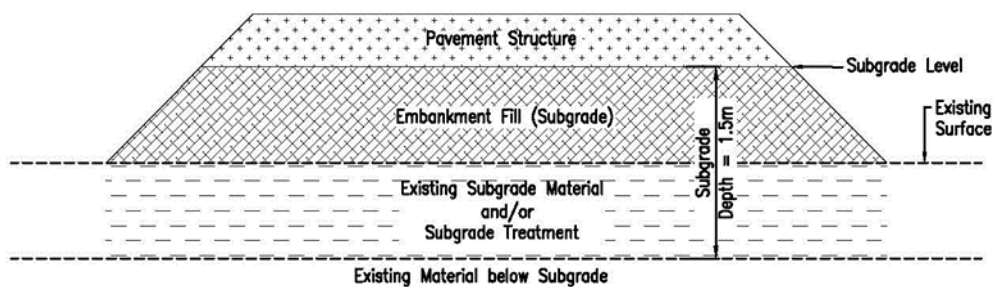 Pavement Structure
Subgrade Level
Embankment Fill (Subgrade)
Existing
Surface
Subgrade
Depth = 1.5m
Existing Subgrade Material
and/or
Subgrade Treatment
Existing Material below Subgrade